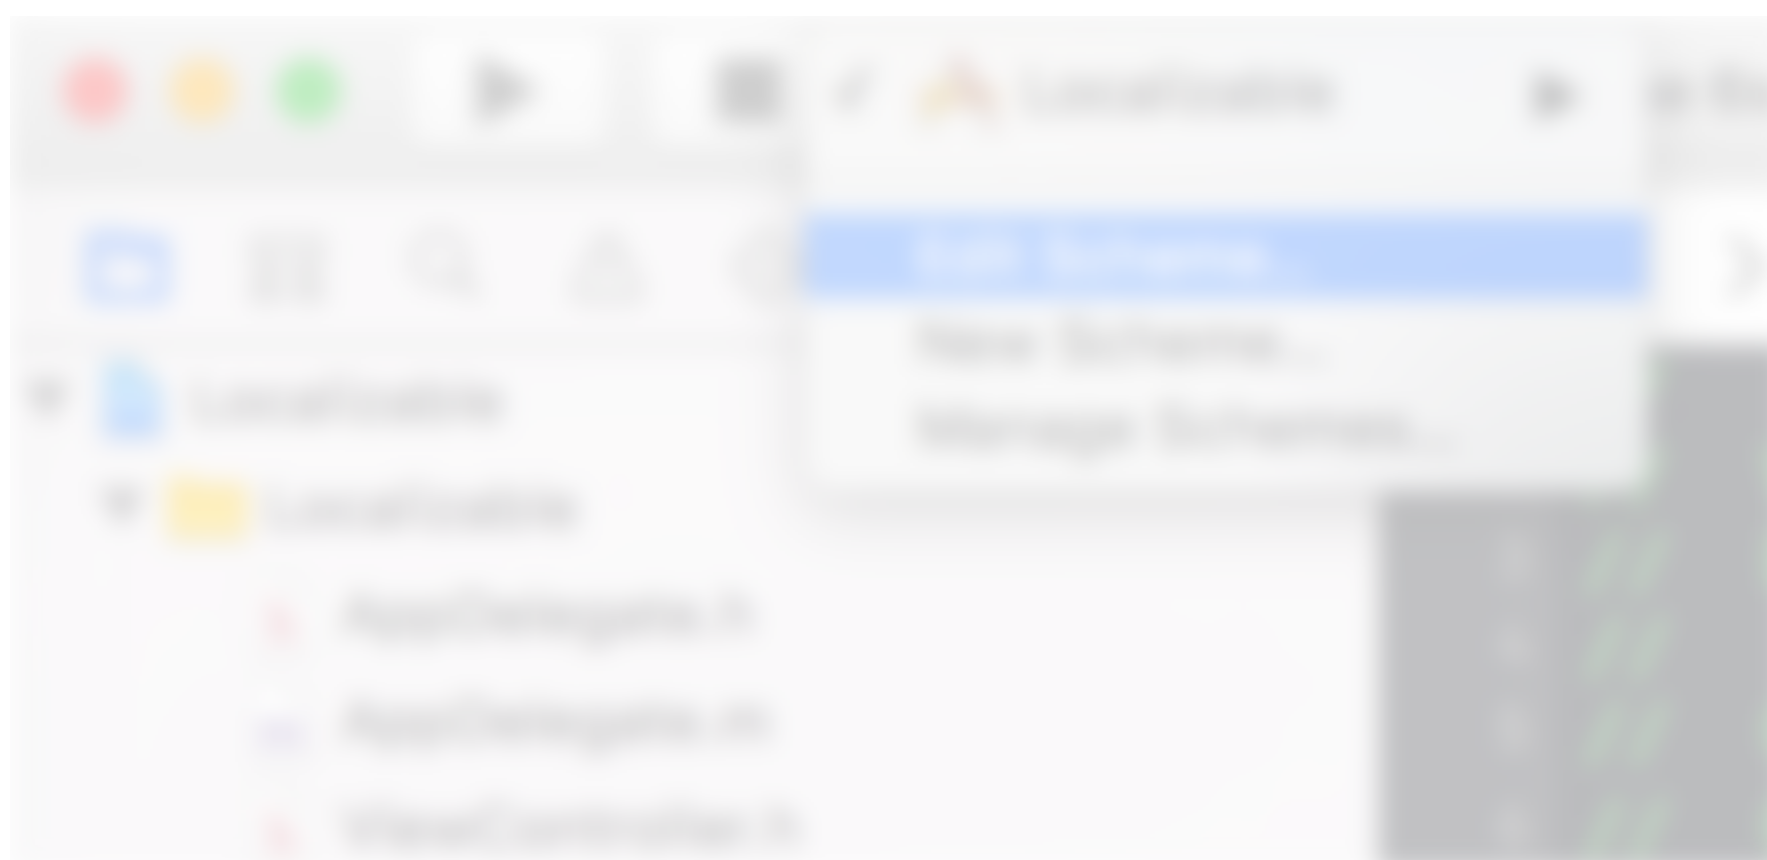 Localizable
Edit Scheme...
New Scheme...
Manage Schemes...
Localizable
Localizable
AppDelegate.h
AppDelegate.m
ViewController.h
//
//
//
//